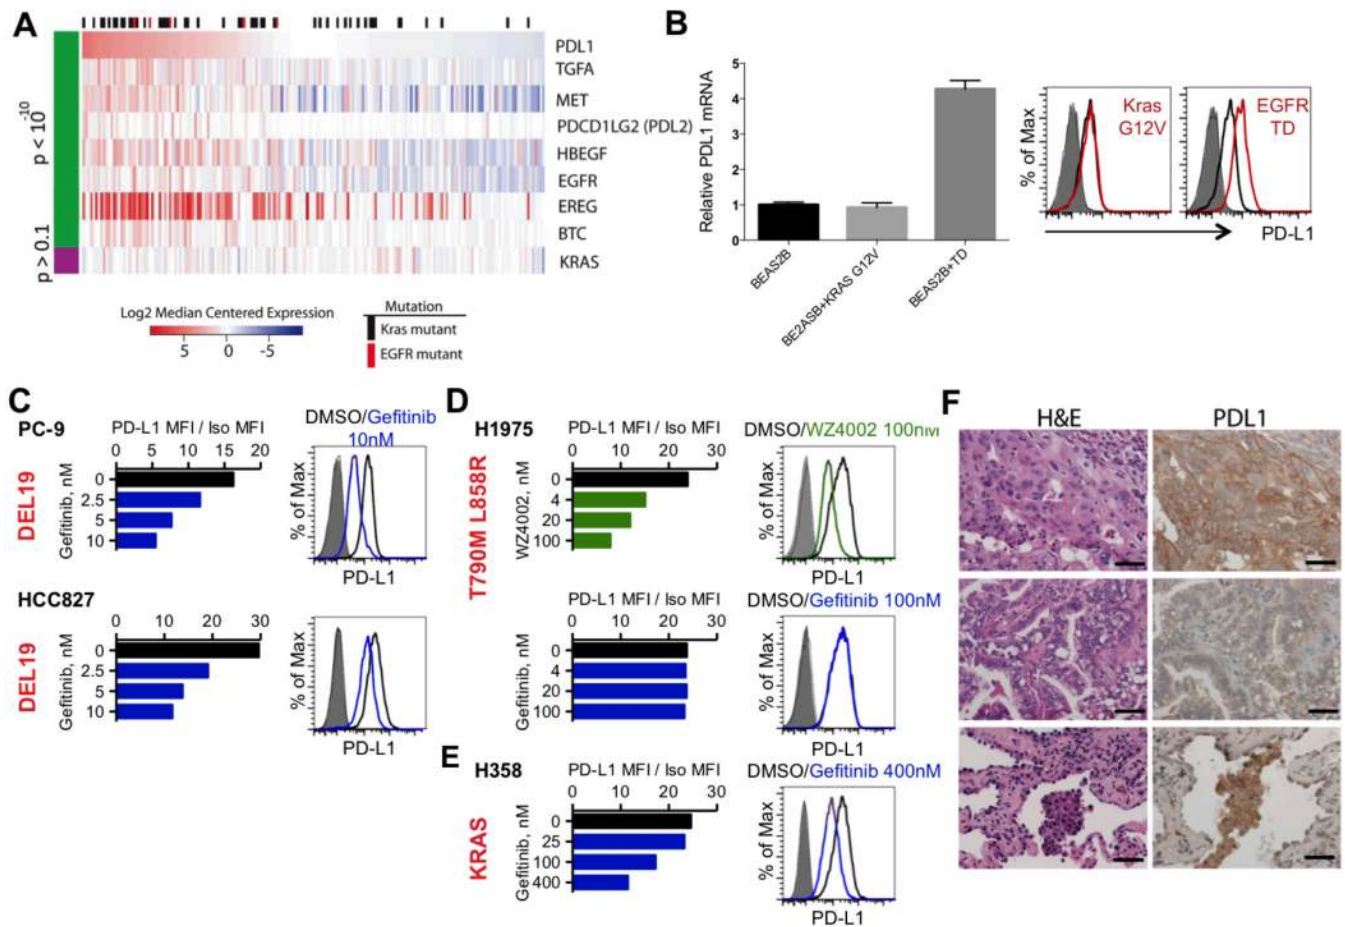 A
PDL1
TGFA
MET
PDCD1LG2 (PDL2)
HBEGF
EGFR
EREG
BTC
KRAS
p < 10-10
p > 0.1
Log2 Median Centered Expression
5 0 -5
Mutation
Kras mutant
EGFR mutant
B
Relative PDL1 mRNA
5
4
3
2
1
0
BEAS2B
BE2ASB+KRAS G12V
BEAS2B+TD
% of Max
Kras
G12V
EGFR
TD
PD-L1
C
PC-9
DEL19
PD-L1 MFI / Iso MFI
0 5 10 15 20
Gefitinib, nM
0
2.5
5
10
DMSO/Gefitinib
10nM
% of Max
PD-L1
HCC827
DEL19
PD-L1 MFI / Iso MFI
0 10 20 30
Gefitinib, nM
0
2.5
5
10
% of Max
PD-L1
D
H1975
T790M L858R
PD-L1 MFI / Iso MFI
0 10 20 30
WZ4002, nM
0
4
20
100
DMSO/WZ4002 100nM
% of Max
PD-L1
PD-L1 MFI / Iso MFI
0 10 20 30
Gefitinib, nM
0
4
20
100
DMSO/Gefitinib 100nM
% of Max
PD-L1
E
H358
KRAS
PD-L1 MFI / Iso MFI
0 10 20 30
Gefitinib, nM
0
25
100
400
DMSO/Gefitinib 400nM
% of Max
PD-L1
F
H&E
PDL1